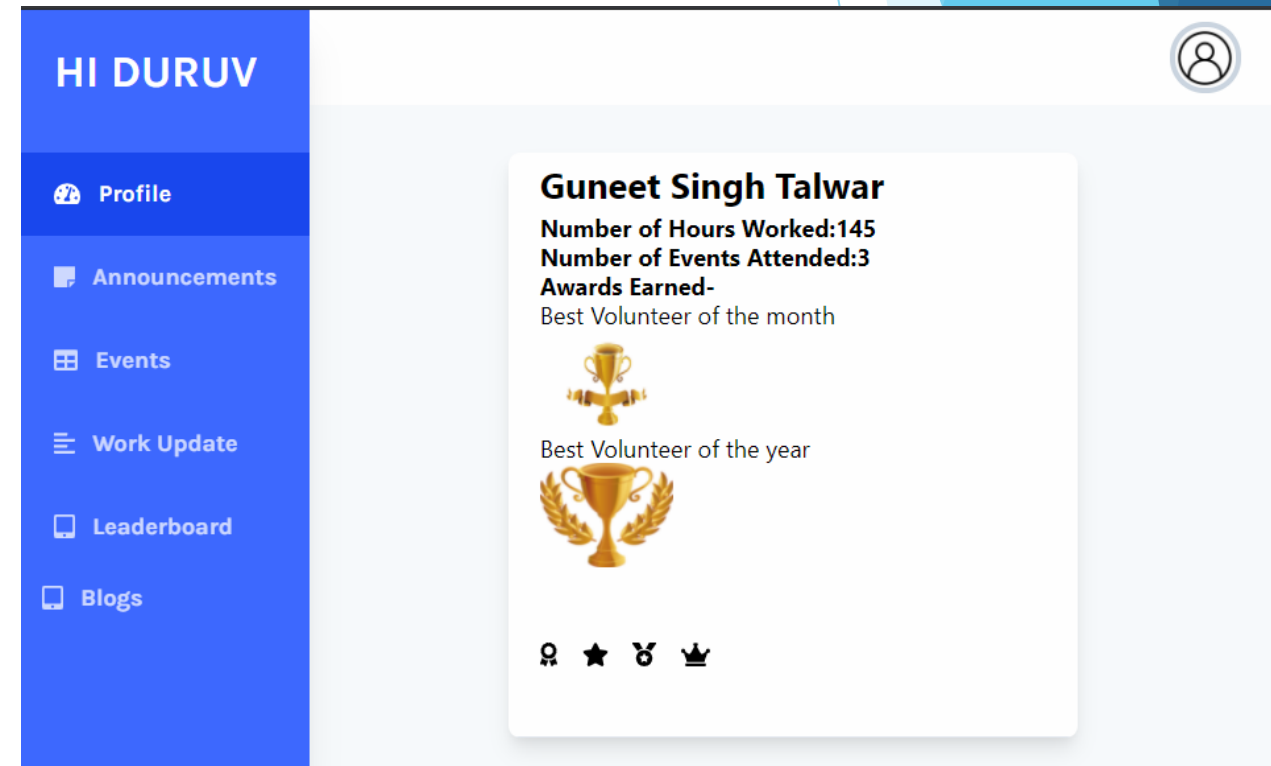 HI DURUV
Profile
Announcements
Events
Work Update
Leaderboard
Blogs
Guneet Singh Talwar
Number of Hours Worked:145
Number of Events Attended:3
Awards Earned-
Best Volunteer of the month
Best Volunteer of the year